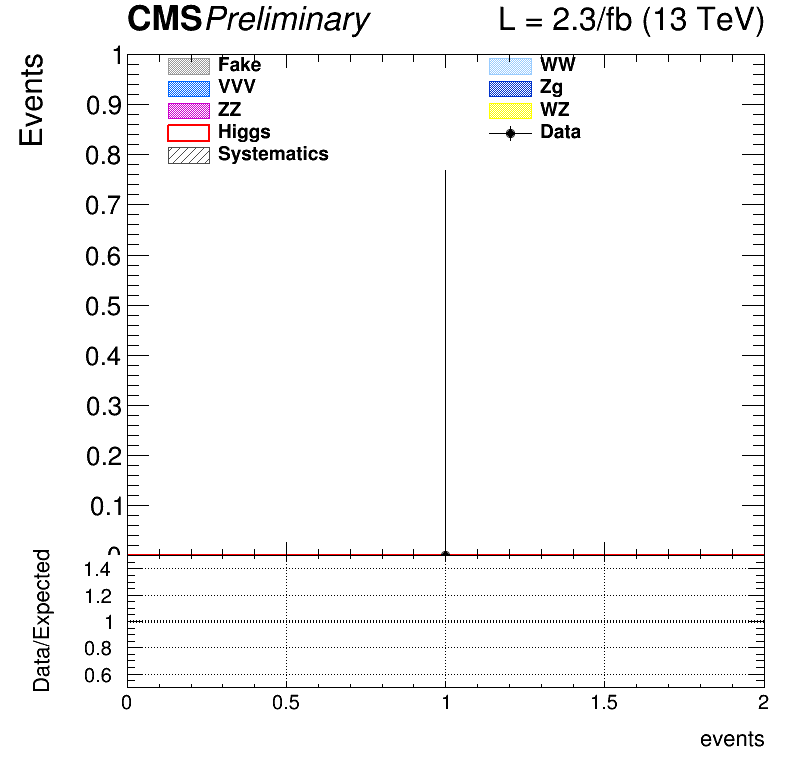 CMS Preliminary L = 2.3/fb (13 TeV)
Events
1
0.9
0.8
0.7
0.6
0.5
0.4
0.3
0.2
0.1
0
Fake
VVV
ZZ
Higgs
Systematics
WW
Zg
WZ
Data
Data/Expected
1.4
1.2
1
0.8
0.6
0 0.5 1 1.5 2
events